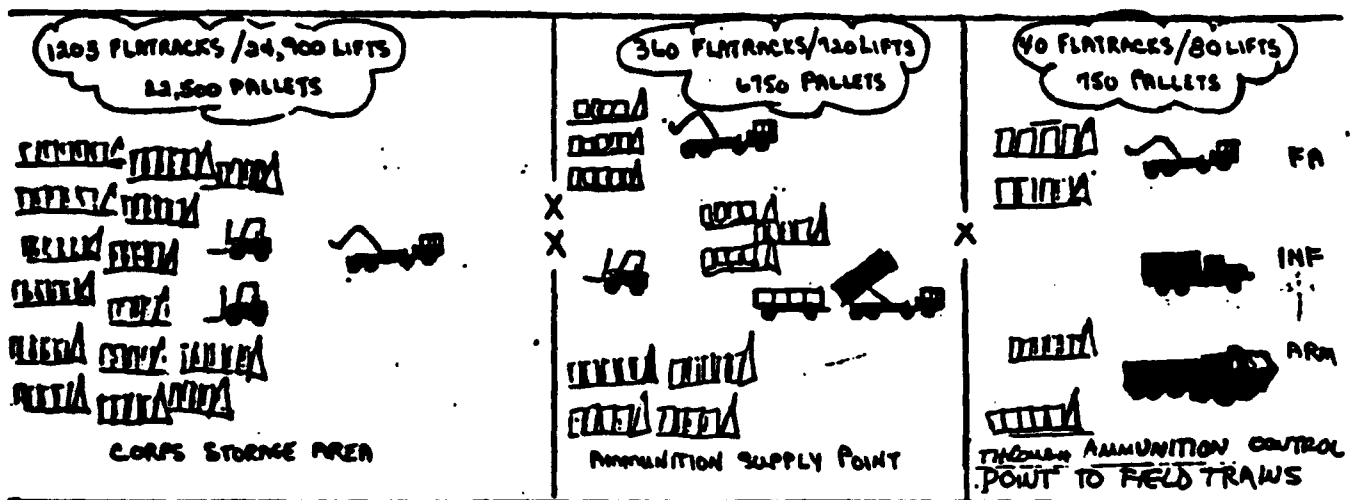 1203 FLATRACKS / 24,900 LIFTS
22,500 PALLETS
360 FLATRACKS/720 LIFTS
6750 PALLETS
40 FLATRACKS/80 LIFTS
750 PALLETS
FA
X
X
X
INF
ARM
CORPS STORAGE AREA
AMMUNITION SUPPLY POINT
THROUGH AMMUNITION CONTROL
POINT TO FIELD TRAINS